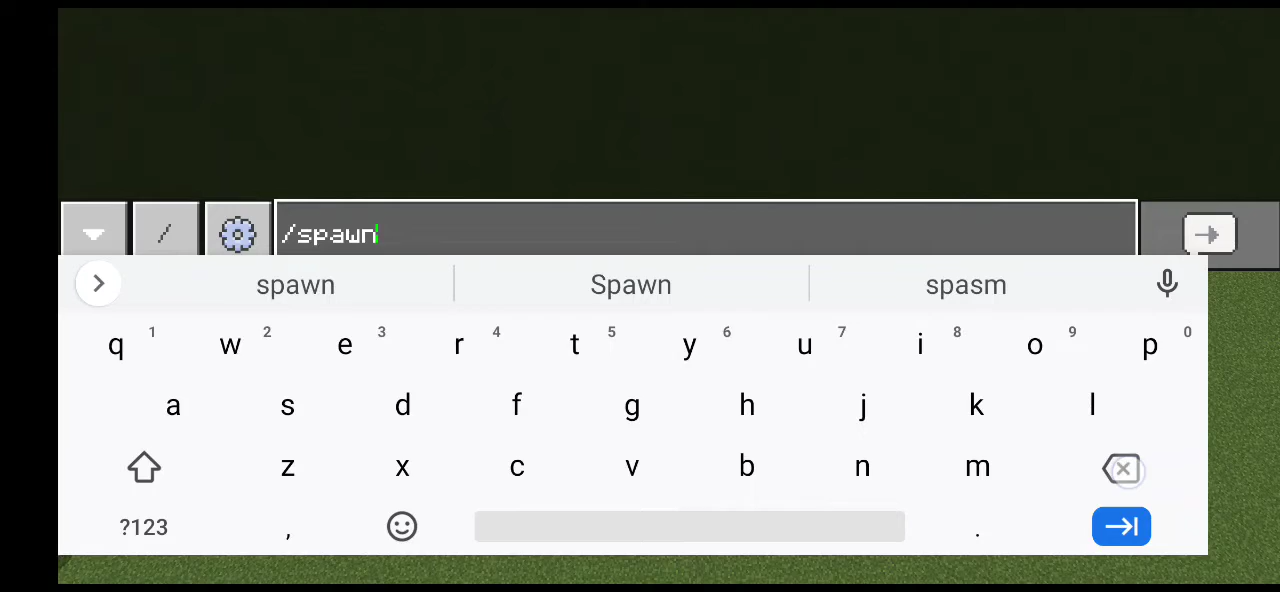 / /spawn
spawn Spawn spasm
q 1 w 2 e 3 r 4 t 5 y 6 u 7 i 8 o 9 p 0
a s d f g h j k l
z x c v b n m
?123 , .